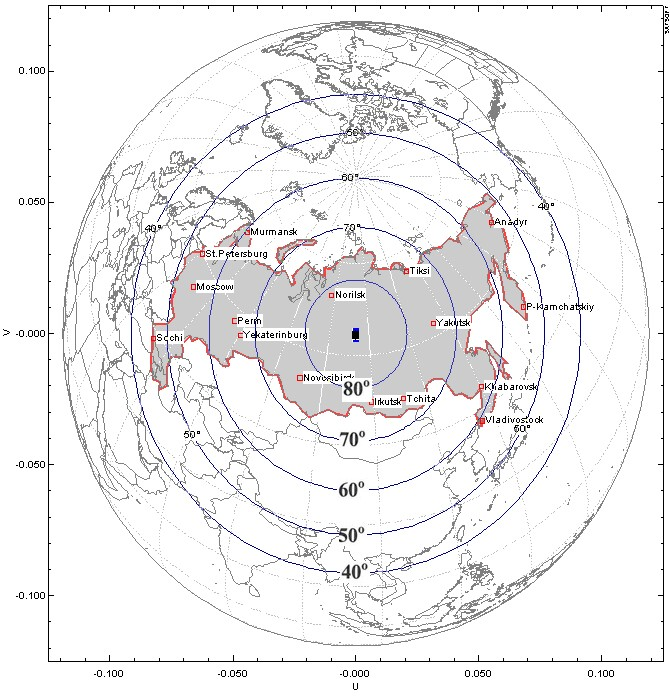 0.100
50°
60°
70°
40°
40°
0.050
Murmansk
Anadyr
St.Petersburg
Tiksi
Moscow
Norilsk
P-Kamchatskiy
Perm
Yakutsk
V
-0.000
Sochi
Yekaterinburg
Novosibirsk
80°
Khabarovsk
Irkutsk
Tchita
Vladivostock
50°
50°
70°
-0.050
60°
50°
40°
-0.100
-0.100
-0.050
-0.000
0.050
0.100
U